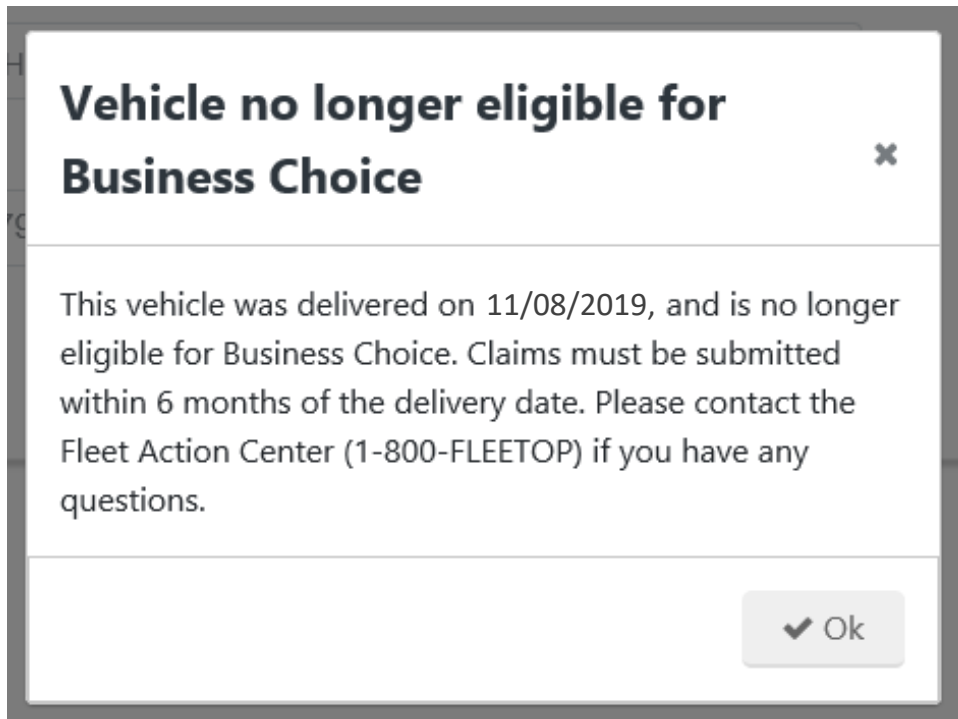 H
Vehicle no longer eligible for
Business Choice
This vehicle was delivered on 11/08/2019, and is no longer
eligible for Business Choice. Claims must be submitted
within 6 months of the delivery date. Please contact the
Fleet Action Center (1-800-FLEETOP) if you have any
questions.
Ok